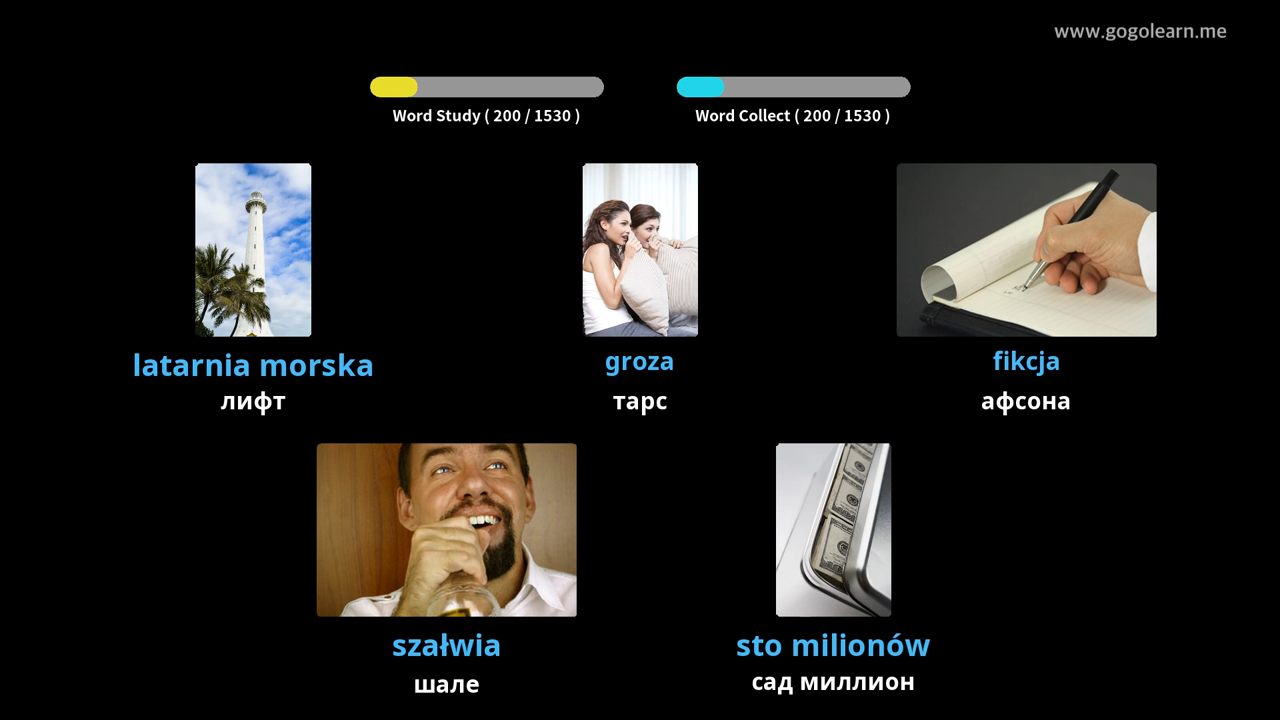 www.gogolearn.me
Word Study ( 200 / 1530 )
Word Collect ( 200 / 1530 )
latarnia morska
лифт
groza
тарс
fikcja
афсона
szałwia
шале
sto milionów
сад миллион